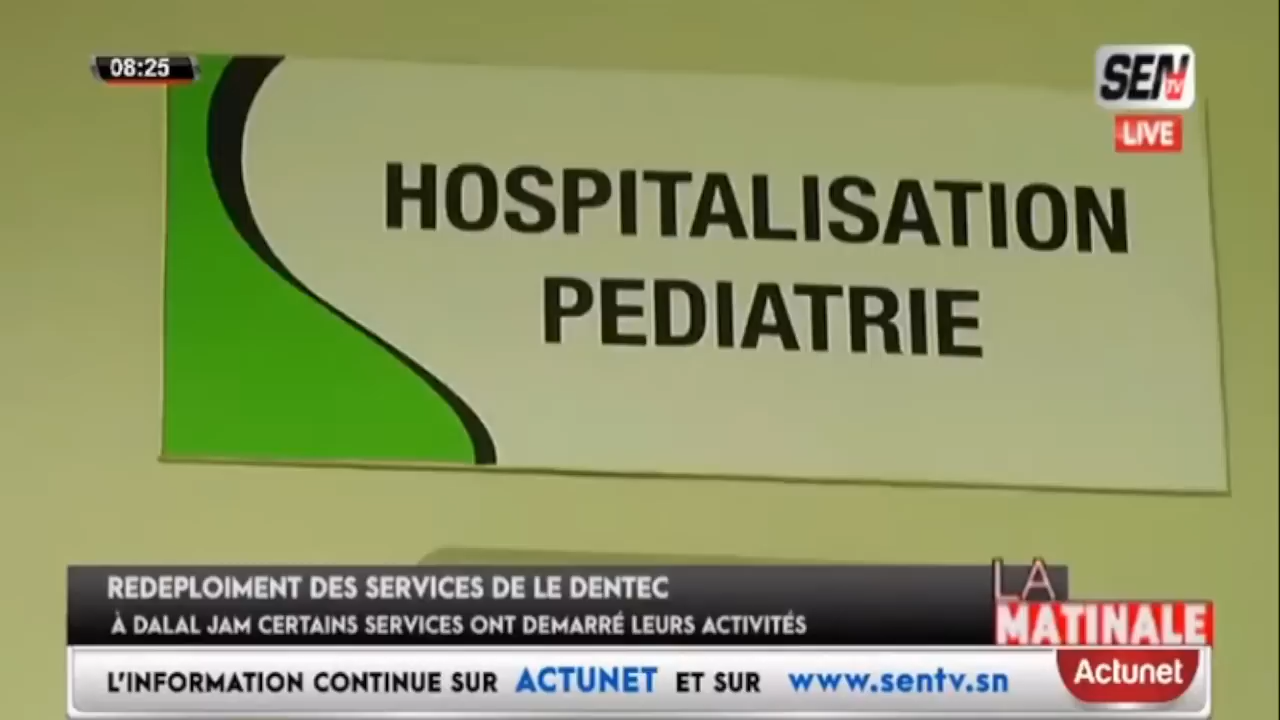 08:25
SEN TV
LIVE
HOSPITALISATION
PEDIATRIE
REDEPLOIMENT DES SERVICES DE LE DENTEC
À DALAL JAM CERTAINS SERVICES ONT DEMARRÉ LEURS ACTIVITÉS
LA
MATINALE
L'INFORMATION CONTINUE SUR ACTUNET ET SUR www.sentv.sn
Actunet